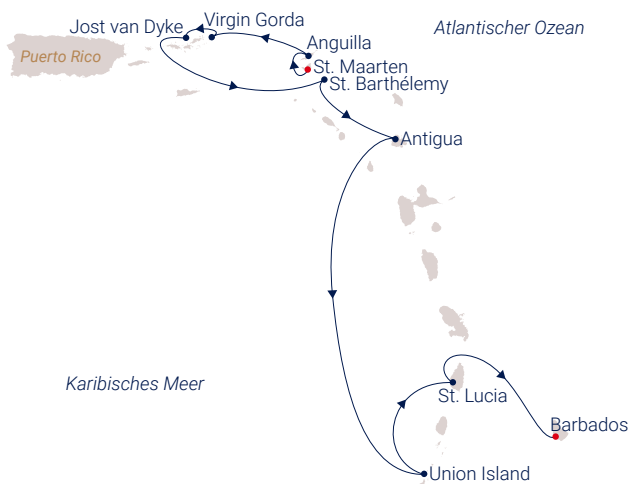 Jost van Dyke
Virgin Gorda
Atlantischer Ozean
Anguilla
Puerto Rico
St. Maarten
St. Barthélemy
Antigua
Karibisches Meer
St. Lucia
Barbados
Union Island